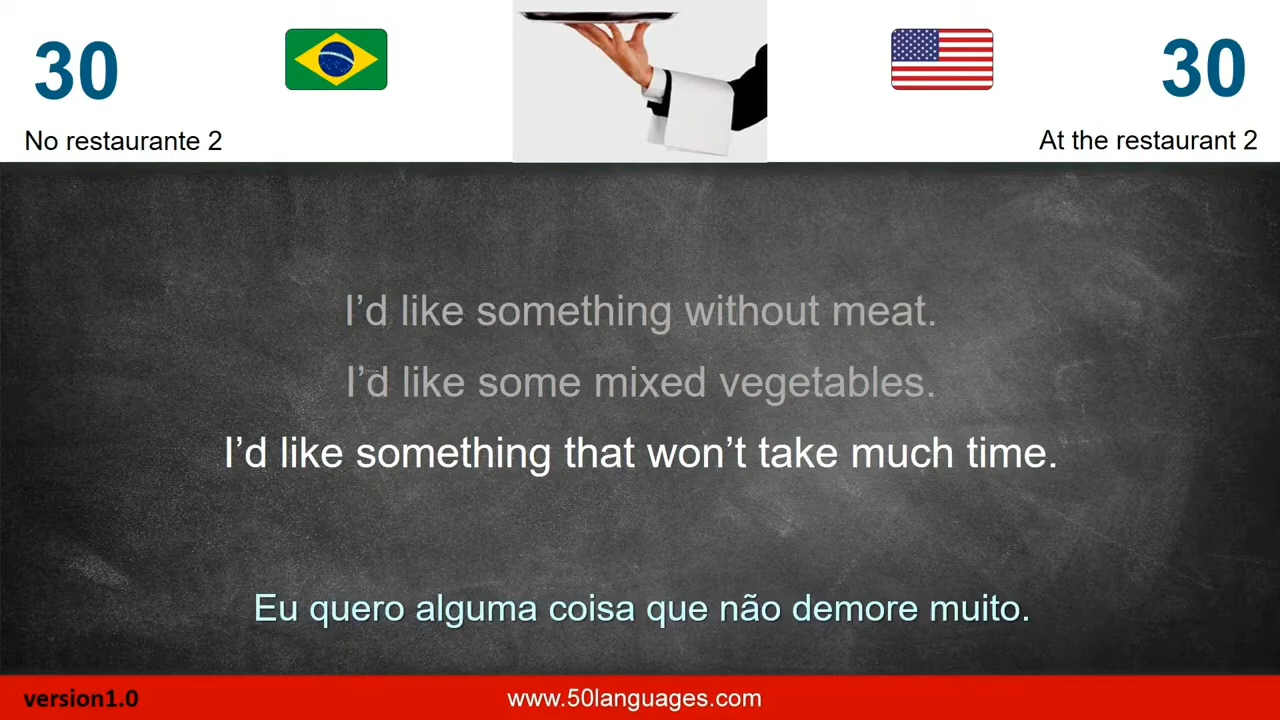 30
30
No restaurante 2
At the restaurant 2
I’d like something without meat.
I’d like some mixed vegetables.
I’d like something that won’t take much time.
Eu quero alguma coisa que não demore muito.
version1.0
www.50languages.com